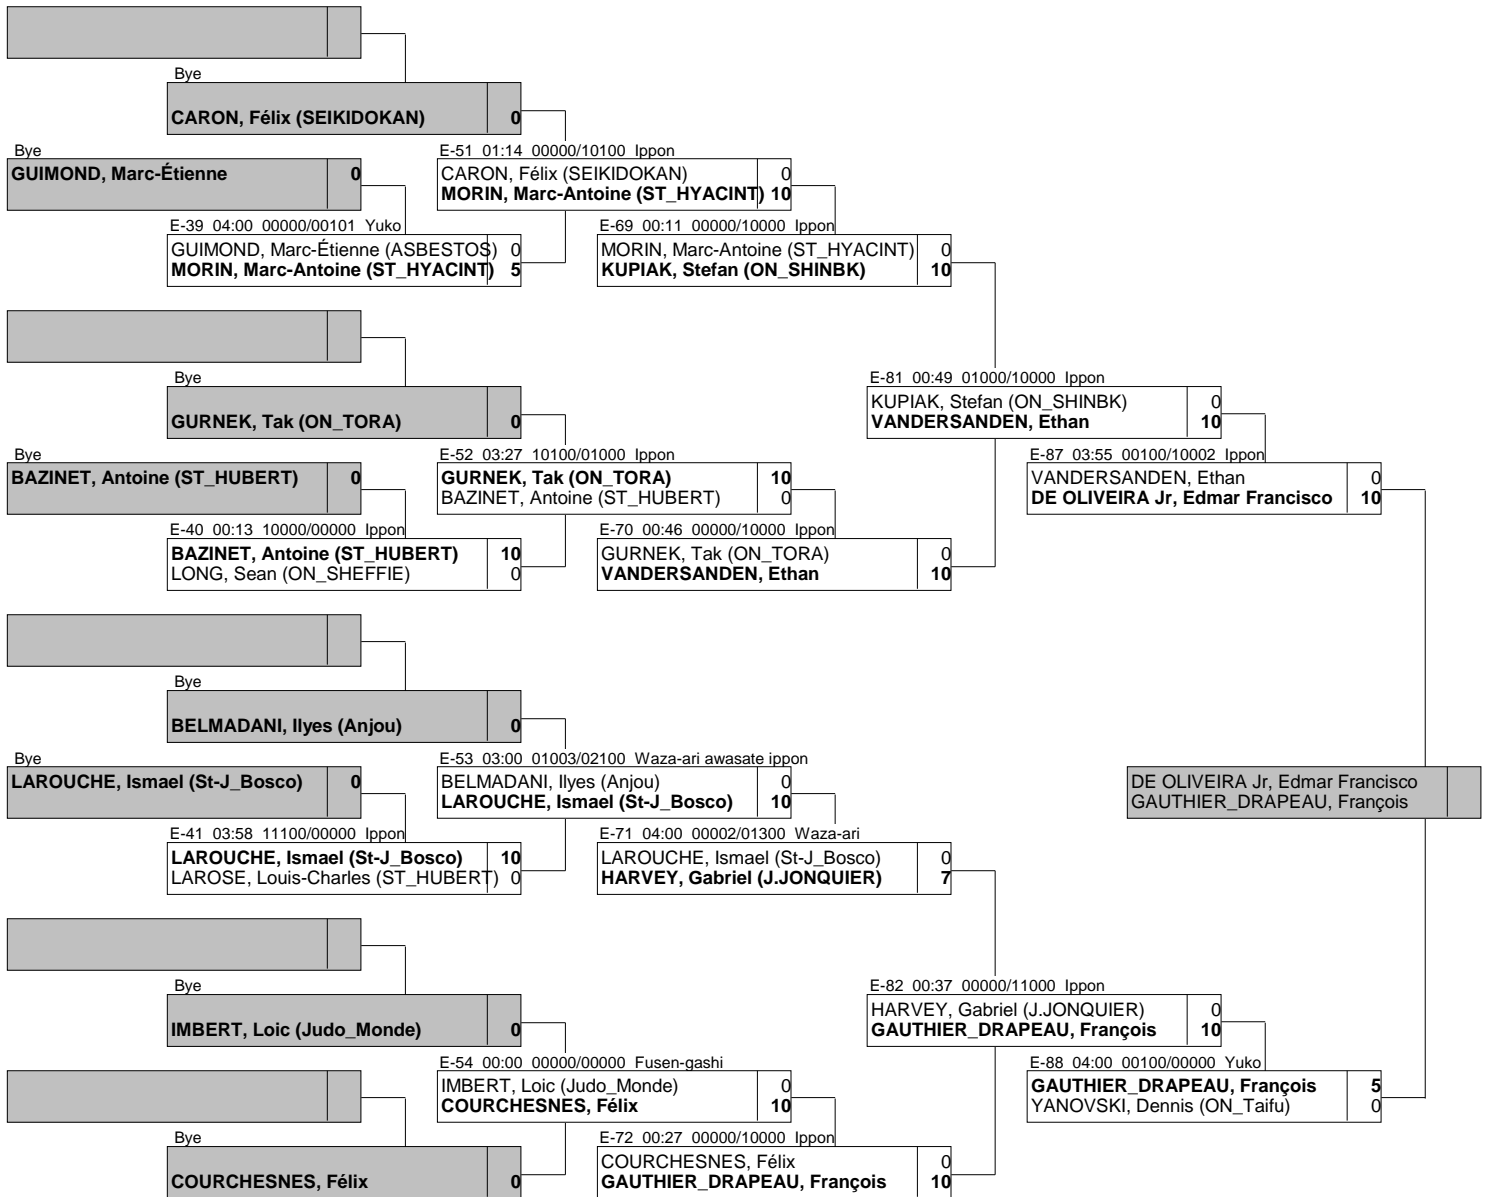 Bye
CARON, Félix (SEIKIDOKAN) 0
Bye
GUIMOND, Marc-Étienne 0
E-51 01:14 00000/10100 Ippon
CARON, Félix (SEIKIDOKAN) 0
MORIN, Marc-Antoine (ST_HYACINT) 10
E-39 04:00 00000/00101 Yuko
GUIMOND, Marc-Étienne (ASBESTOS) 0
MORIN, Marc-Antoine (ST_HYACINT) 5
E-69 00:11 00000/10000 Ippon
MORIN, Marc-Antoine (ST_HYACINT) 0
KUPIAK, Stefan (ON_SHINBK) 10
Bye
GURNEK, Tak (ON_TORA) 0
E-81 00:49 01000/10000 Ippon
KUPIAK, Stefan (ON_SHINBK) 0
VANDERSANDEN, Ethan 10
Bye
BAZINET, Antoine (ST_HUBERT) 0
E-52 03:27 10100/01000 Ippon
GURNEK, Tak (ON_TORA) 10
BAZINET, Antoine (ST_HUBERT) 0
E-87 03:55 00100/10002 Ippon
VANDERSANDEN, Ethan 0
DE OLIVEIRA Jr, Edmar Francisco 10
E-40 00:13 10000/00000 Ippon
BAZINET, Antoine (ST_HUBERT) 10
LONG, Sean (ON_SHEFFIE) 0
E-70 00:46 00000/10000 Ippon
GURNEK, Tak (ON_TORA) 0
VANDERSANDEN, Ethan 10
Bye
BELMADANI, Ilyes (Anjou) 0
Bye
LAROUCHE, Ismael (St-J_Bosco) 0
E-53 03:00 01003/02100 Waza-ari awasate ippon
BELMADANI, Ilyes (Anjou) 0
LAROUCHE, Ismael (St-J_Bosco) 10
DE OLIVEIRA Jr, Edmar Francisco
GAUTHIER_DRAPEAU, François
E-41 03:58 11100/00000 Ippon
LAROUCHE, Ismael (St-J_Bosco) 10
LAROSE, Louis-Charles (ST_HUBERT) 0
E-71 04:00 00002/01300 Waza-ari
LAROUCHE, Ismael (St-J_Bosco) 0
HARVEY, Gabriel (J.JONQUIER) 7
Bye
IMBERT, Loic (Judo_Monde) 0
E-82 00:37 00000/11000 Ippon
HARVEY, Gabriel (J.JONQUIER) 0
GAUTHIER_DRAPEAU, François 10
E-54 00:00 00000/00000 Fusen-gashi
IMBERT, Loic (Judo_Monde) 0
COURCHESNES, Félix 10
E-88 04:00 00100/00000 Yuko
GAUTHIER_DRAPEAU, François 5
YANOVSKI, Dennis (ON_Taifu) 0
Bye
COURCHESNES, Félix 0
E-72 00:27 00000/10000 Ippon
COURCHESNES, Félix 0
GAUTHIER_DRAPEAU, François 10